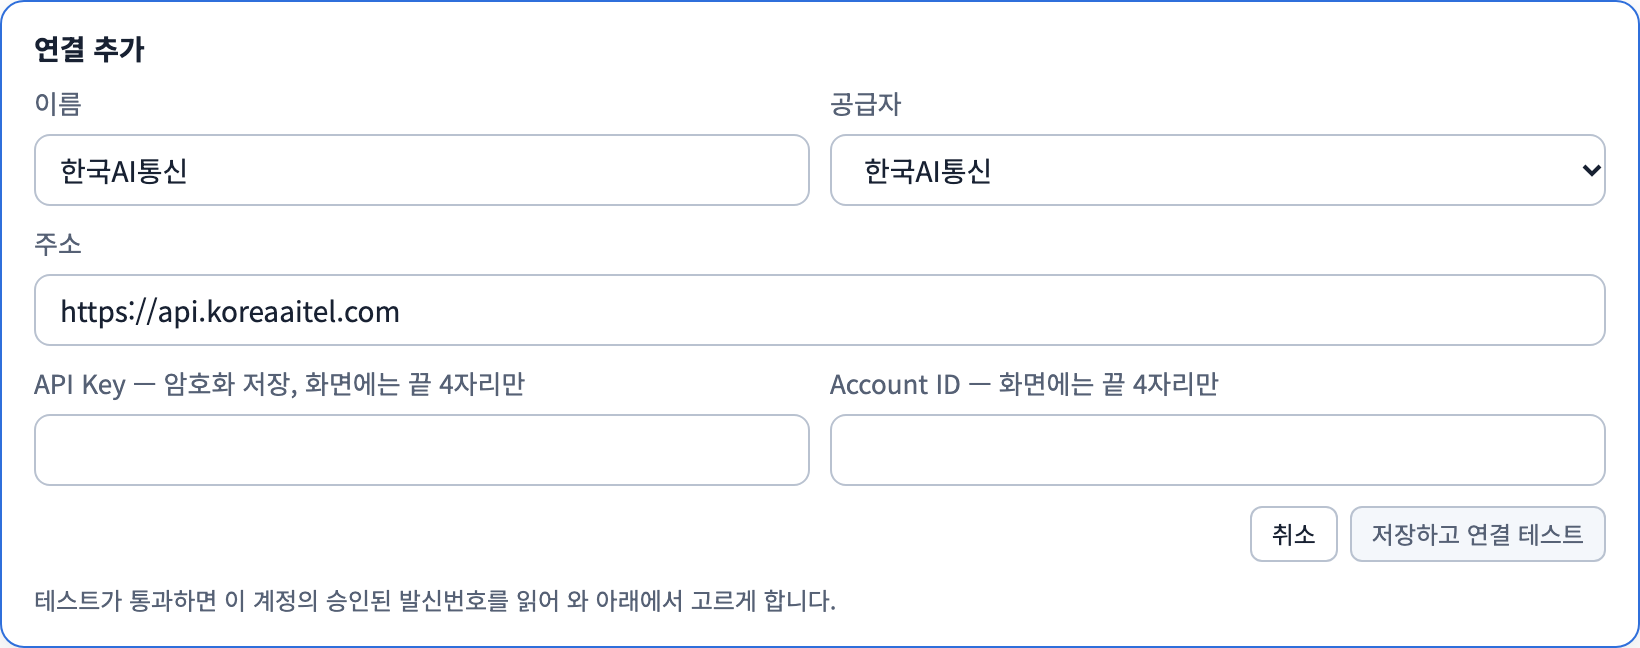 연결 추가
이름
공급자
한국AI통신
한국AI통신
주소
https://api.koreaaitel.com
API Key — 암호화 저장, 화면에는 끝 4자리만
Account ID — 화면에는 끝 4자리만
취소
저장하고 연결 테스트
테스트가 통과하면 이 계정의 승인된 발신번호를 읽어 와 아래에서 고르게 합니다.